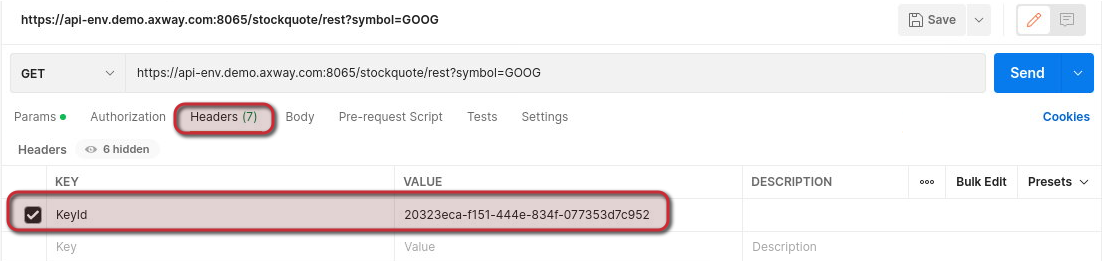 https://api-env.demo.axway.com:8065/stockquote/rest?symbol=GOOG Save
GET https://api-env.demo.axway.com:8065/stockquote/rest?symbol=GOOG Send
Params Authorization Headers (7) Body Pre-request Script Tests Settings Cookies
Headers 6 hidden
KEY VALUE DESCRIPTION Bulk Edit Presets
KeyId 20323eca-f151-444e-834f-077353d7c952
Key Value Description